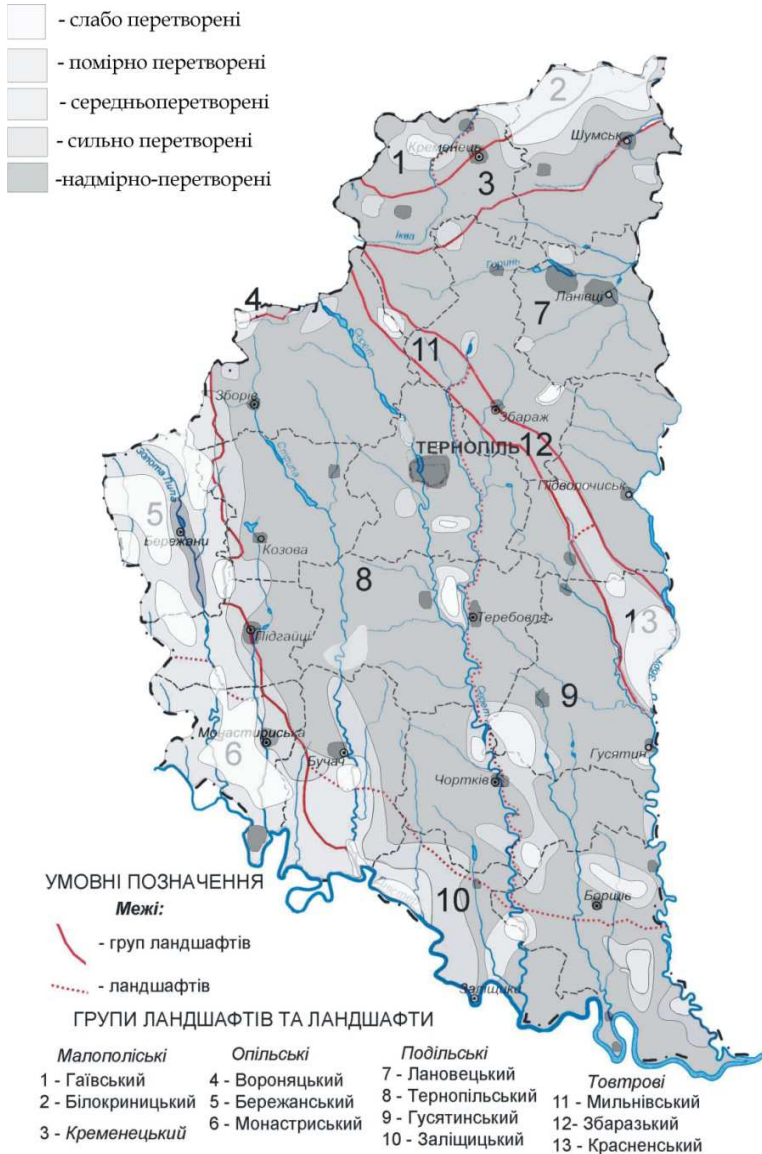 - слабо перетворені
- помірно перетворені
- середньоперетворені
- сильно перетворені
-надмірно-перетворені
2
Шумськ
Кременець
1
3
Іква
Горинь
Ланівці
4
7
Серет
11
Зборів
Збараж
ТЕРНОПІЛЬ 12
Стрипа
Золота Липа
Підворочиськ
5
Бережани
Козова
8
Теребовля
13
Збру
Підгайці
Серет
9
Монастириська
6
Бучач
Гусятин
Чортків
УМОВНІ ПОЗНАЧЕННЯ
Межі:
- груп ландшафтів
- ландшафтів
10
Борщів
Заліщики
ГРУПИ ЛАНДШАФТІВ ТА ЛАНДШАФТИ
Малополіські
1 - Гаївський
2 - Білокриницький
3 - Кременецький
Опільські
4 - Вороняцький
5 - Бережанський
6 - Монастриський
Подільські
7 - Лановецький
8 - Тернопільський
9 - Гусятинський
10 - Заліщицький
Товтрові
11 - Мильнівський
12- Збаразький
13 - Красненський